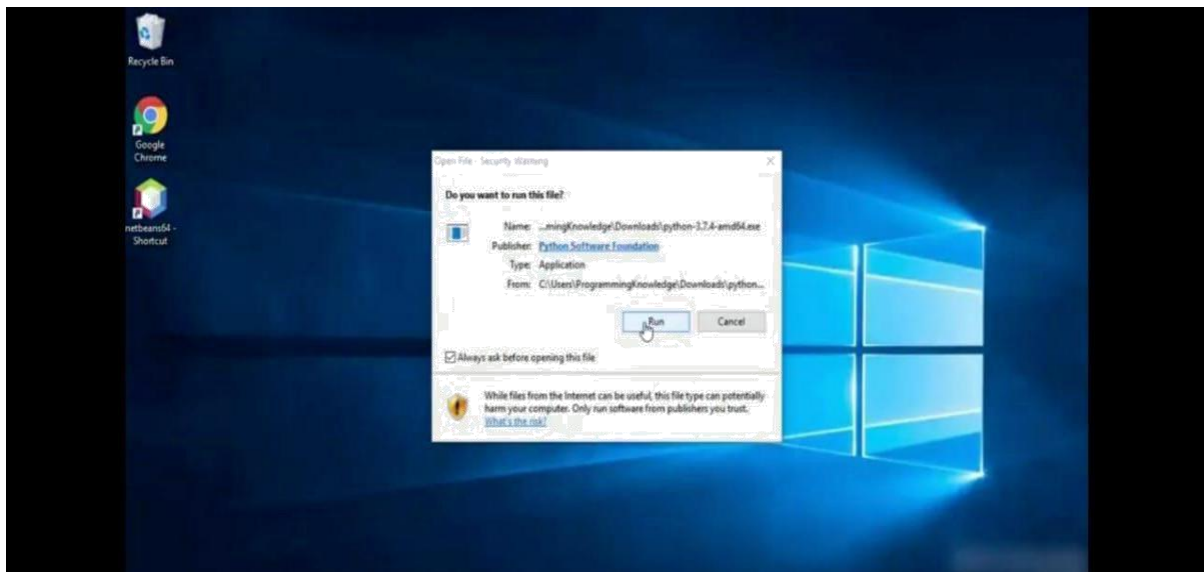 Recycle Bin
Google
Chrome
netbeans64 -
Shortcut
Open File - Security Warning
Do you want to run this file?
Name: ...mingKnowledge\Downloads\python-3.7.4-amd64.exe
Publisher: Python Software Foundation
Type: Application
From: C:\Users\ProgrammingKnowledge\Downloads\python...
Run Cancel
Always ask before opening this file
While files from the Internet can be useful, this file type can potentially
harm your computer. Only run software from publishers you trust.
What's the risk?